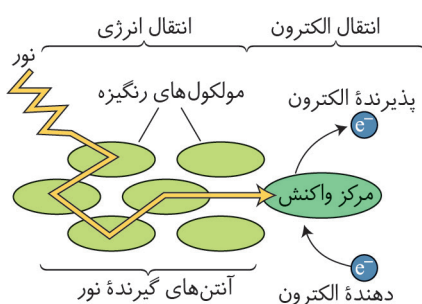 انتقال الکترون
انتقال انرژی
نور
مولکول‌های رنگیزه
پذیرندهٔ الکترون
e⁻
مرکز واکنش
e⁻
دهندهٔ الکترون
آنتن‌های گیرندهٔ نور